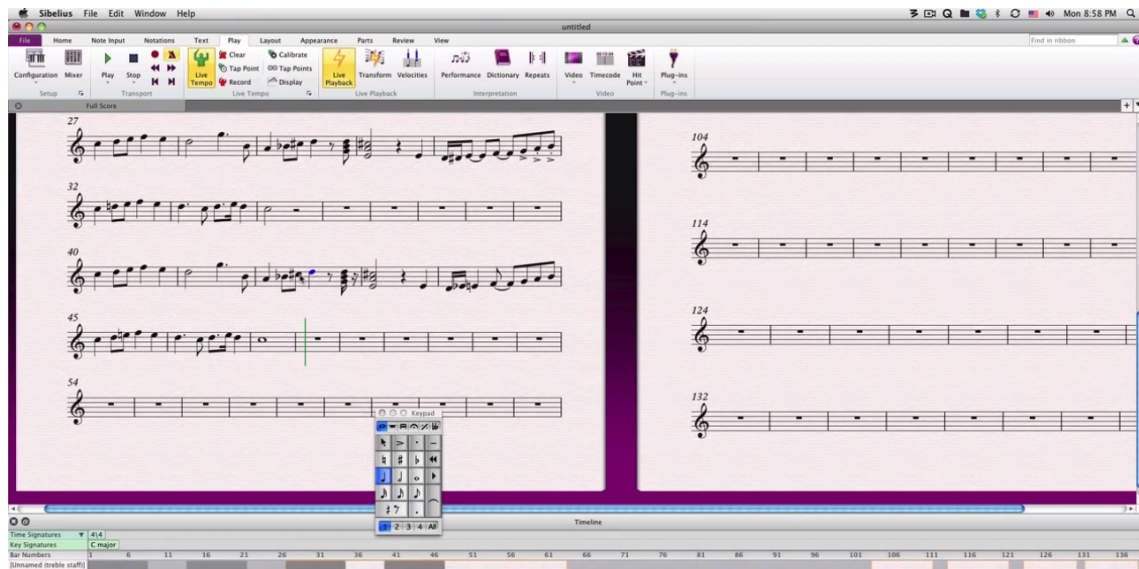 Sibelius File Edit Window Help Mon 8:58 PM
untitled
File Home Note Input Notations Text Play Layout Appearance Parts Review View Find in ribbon
Clear Calibrate
Tap Point Tap Points
Record Display
Configuration Mixer Play Stop Live Tempo Live Playback Transform Velocities Performance Dictionary Repeats Video Timecode Hit Point Plug-ins
Setup Transport Live Tempo Live Playback Interpretation Video Plug-ins
Full Score
27
32
40
45
54
104
114
124
132
Keypad
1 2 3 4 All
Timeline
Time Signatures 4\4
Key Signatures C major
Bar Numbers 1 6 11 16 21 26 31 36 41 46 51 56 61 66 71 76 81 86 91 96 101 106 111 116 121 126 131 136
[Unnamed (treble staff)]